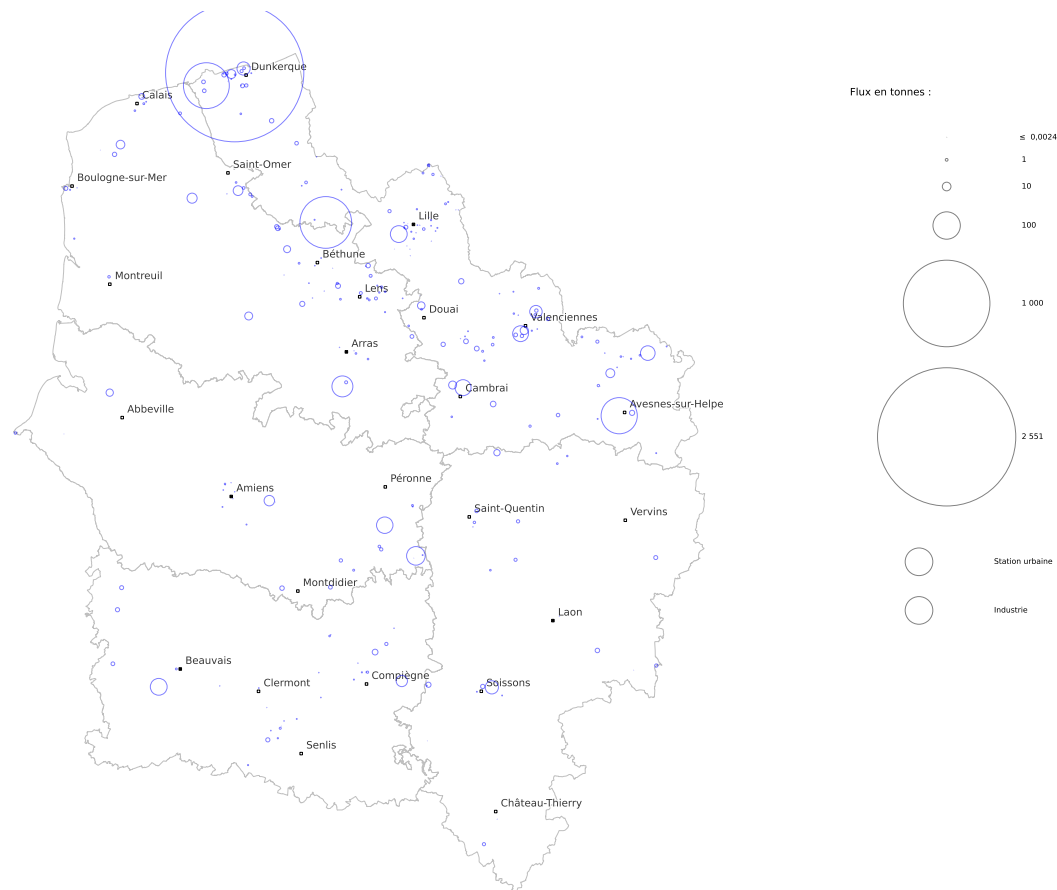 Dunkerque
Calais
Saint-Omer
Boulogne-sur-Mer
Lille
Béthune
Montreuil
Lens
Douai
Valenciennes
Arras
Cambrai
Avesnes-sur-Helpe
Abbeville
Péronne
Amiens
Saint-Quentin
Vervins
Montdidier
Laon
Beauvais
Clermont
Compiègne
Soissons
Senlis
Château-Thierry
Flux en tonnes :
≤ 0,0024
1
10
100
1 000
2 551
Station urbaine
Industrie